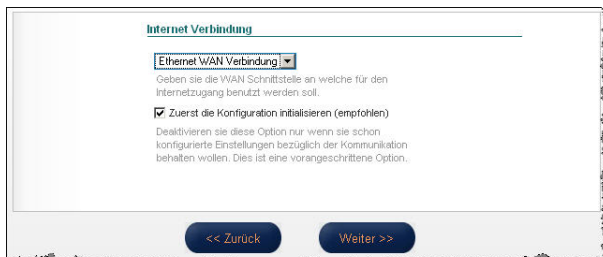 Internet Verbindung
Ethernet WAN Verbindung
Geben sie die WAN Schnittstelle an welche für den
Internetzugang benutzt werden soll.
Zuerst die Konfiguration initialisieren (empfohlen)
Deaktivieren sie diese Option nur wenn sie schon
konfigurierte Einstellungen bezüglich der Kommunikation
behalten wollen. Dies ist eine vorangeschrittene Option.
<< Zurück
Weiter >>